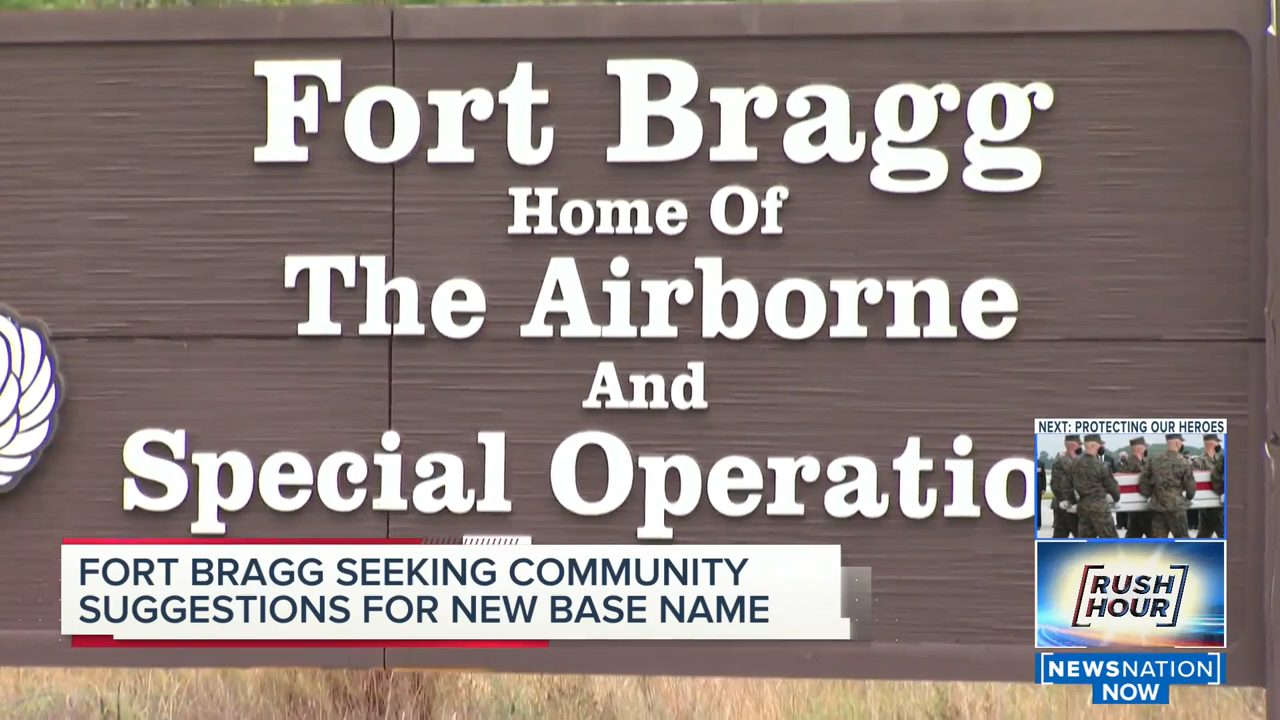 Fort Bragg
Home Of
The Airborne
And
Special Operatio
NEXT: PROTECTING OUR HEROES
FORT BRAGG SEEKING COMMUNITY
SUGGESTIONS FOR NEW BASE NAME
[RUSH
HOUR]
[NEWSNATION]
NOW